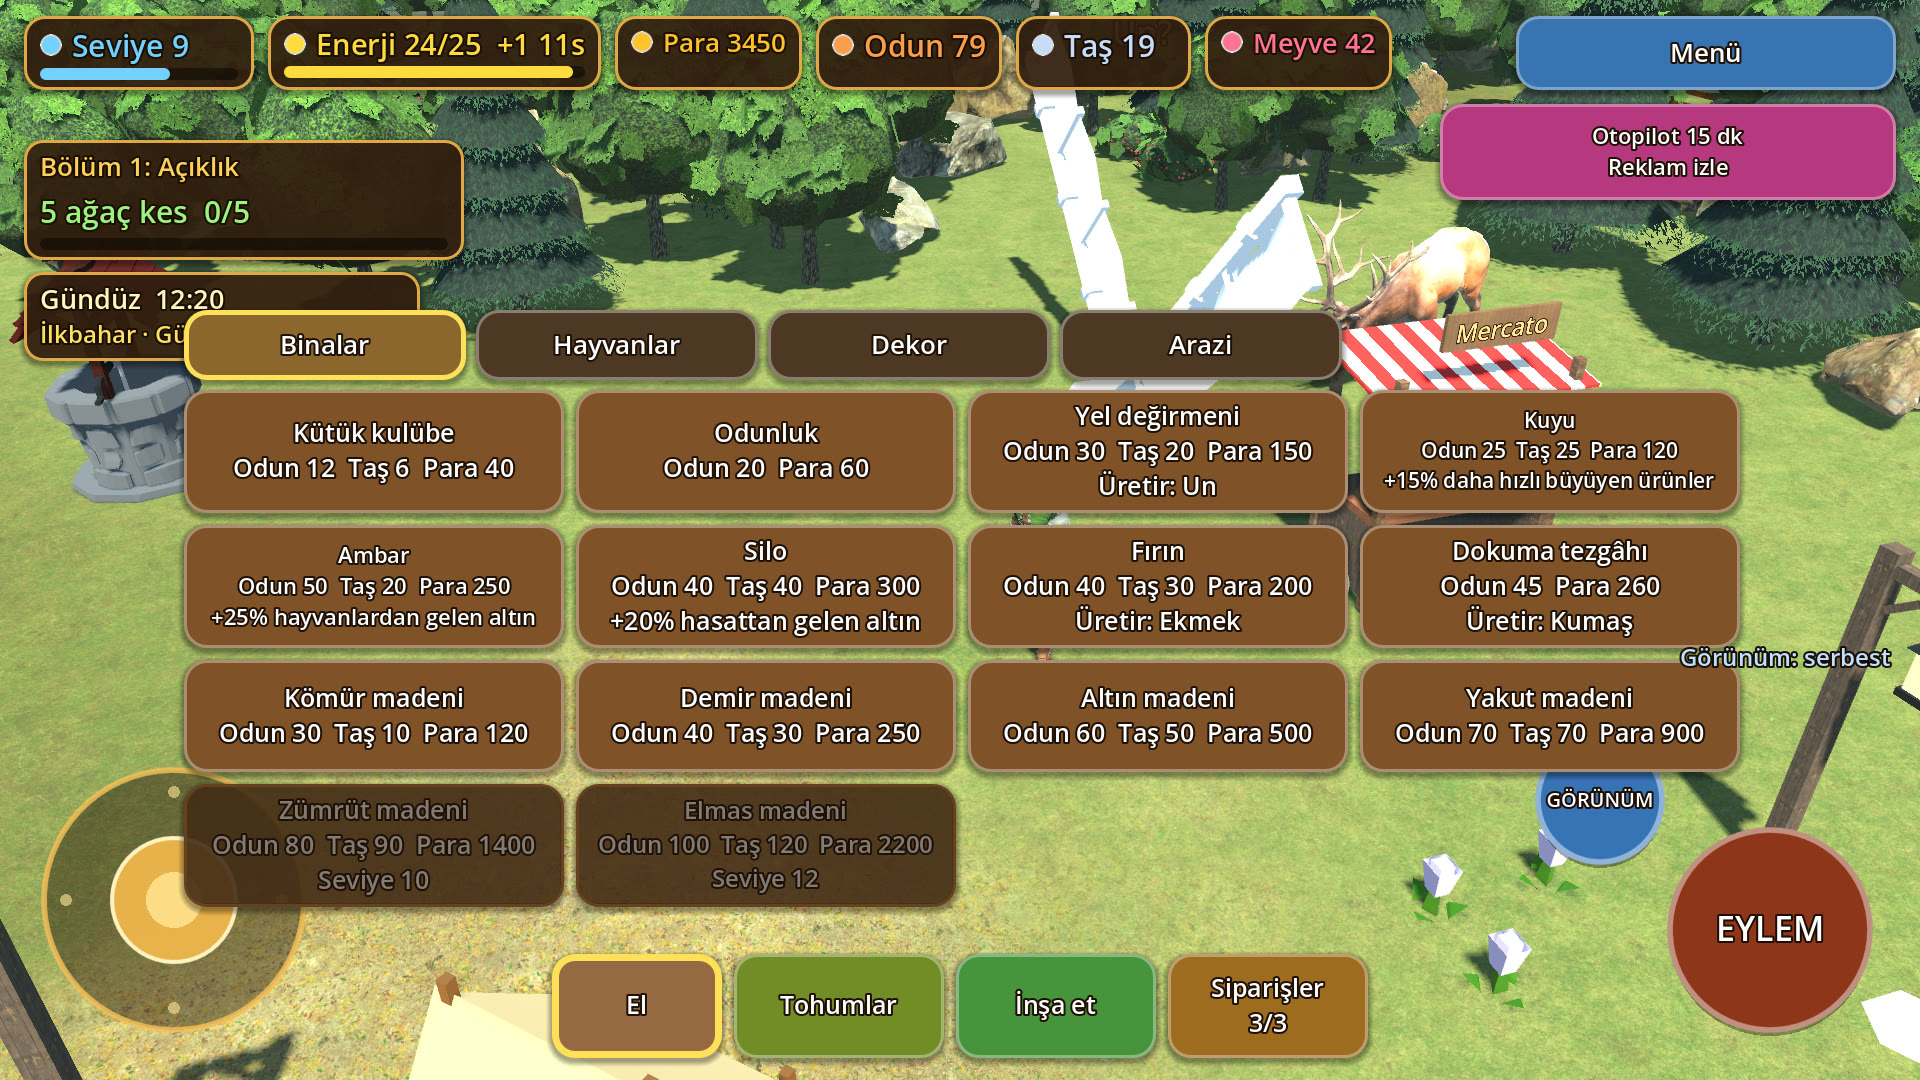 Seviye 9
Enerji 24/25 +1 11s
Para 3450
Odun 79
Taş 19
Meyve 42
Menü
Otopilot 15 dk
Reklam izle
Bölüm 1: Açıklık
5 ağaç kes 0/5
Gündüz 12:20
İlkbahar · Gü
Mercato
Binalar
Hayvanlar
Dekor
Arazi
Kütük kulübe
Odun 12 Taş 6 Para 40
Odunluk
Odun 20 Para 60
Yel değirmeni
Odun 30 Taş 20 Para 150
Üretir: Un
Kuyu
Odun 25 Taş 25 Para 120
+15% daha hızlı büyüyen ürünler
Ambar
Odun 50 Taş 20 Para 250
+25% hayvanlardan gelen altın
Silo
Odun 40 Taş 40 Para 300
+20% hasattan gelen altın
Fırın
Odun 40 Taş 30 Para 200
Üretir: Ekmek
Dokuma tezgâhı
Odun 45 Para 260
Üretir: Kumaş
Görünüm: serbest
Kömür madeni
Odun 30 Taş 10 Para 120
Demir madeni
Odun 40 Taş 30 Para 250
Altın madeni
Odun 60 Taş 50 Para 500
Yakut madeni
Odun 70 Taş 70 Para 900
Zümrüt madeni
Odun 80 Taş 90 Para 1400
Seviye 10
Elmas madeni
Odun 100 Taş 120 Para 2200
Seviye 12
GÖRÜNÜM
EYLEM
El
Tohumlar
İnşa et
Siparişler
3/3